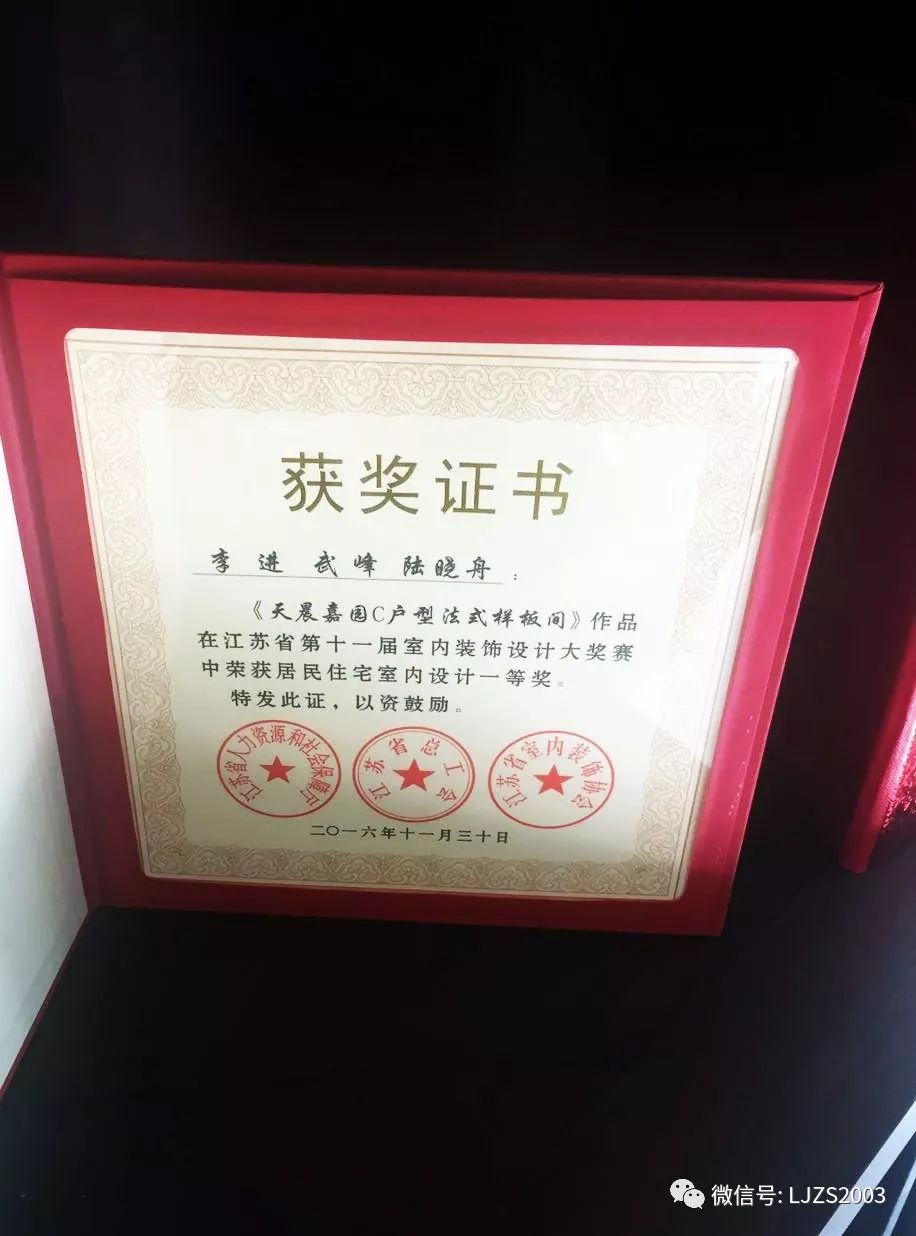 获奖证书
李进 武峰 陆晓舟：
《天晨嘉园C户型法式样板间》作品
在江苏省第十一届室内装饰设计大奖赛
中荣获居民住宅室内设计一等奖。
特发此证，以资鼓励。
江苏省人力资源和社会保障厅
江苏省总工会
江苏省室内装饰协会
二〇一六年十一月三十日
微信号: LJZS2003